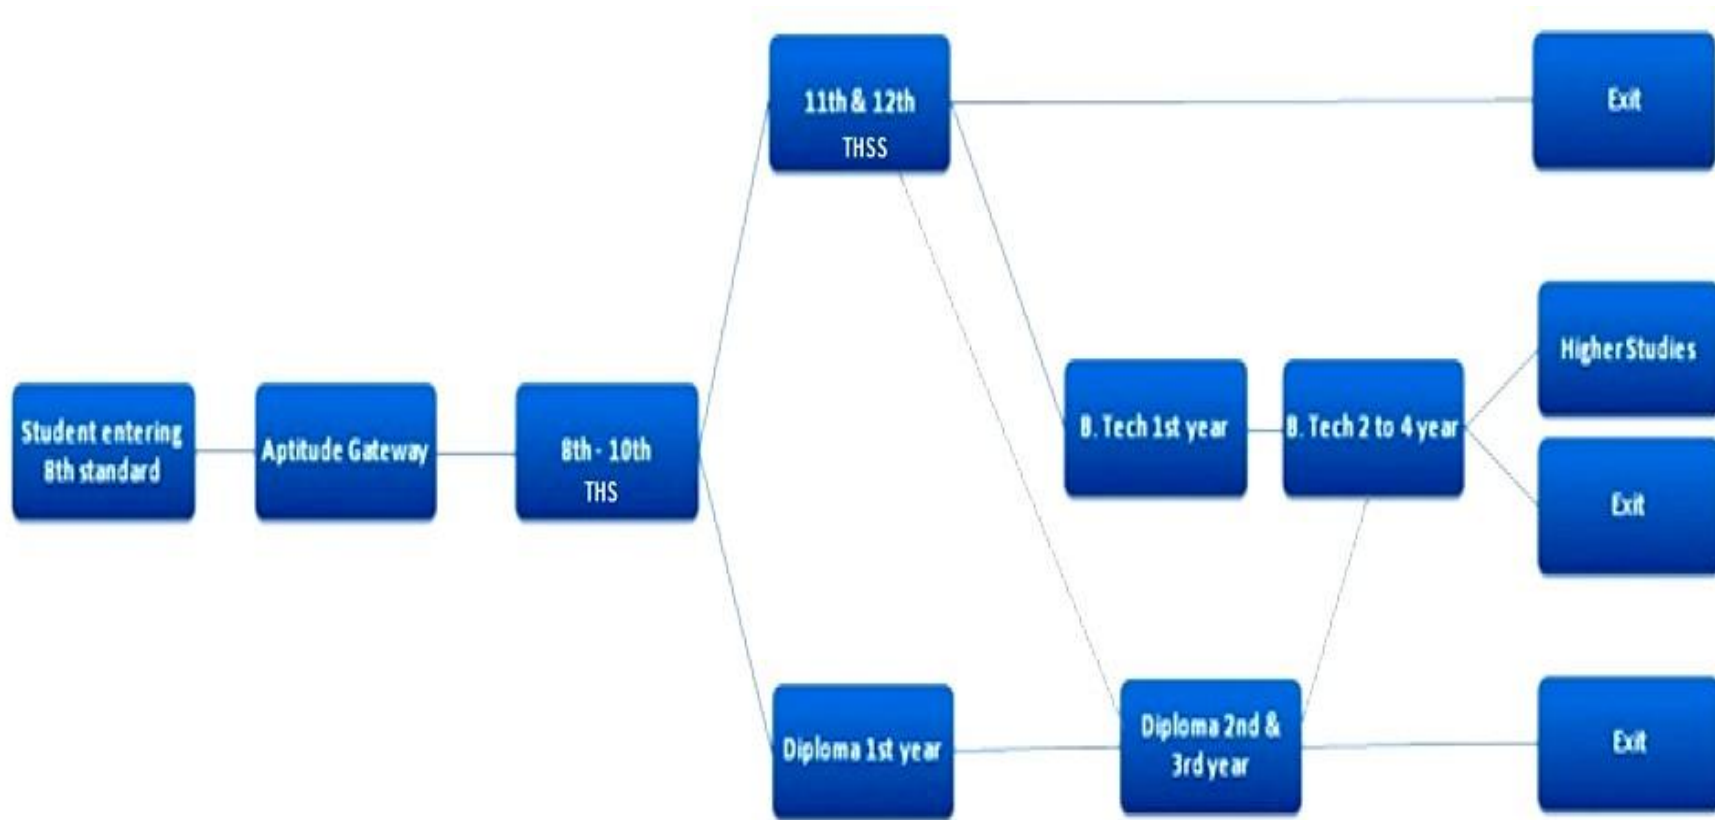 11th & 12th
THSS
Exit
Student entering
8th standard
Aptitude Gateway
8th - 10th
THS
B. Tech 1st year
B. Tech 2 to 4 year
Higher Studies
Exit
Diploma 1st year
Diploma 2nd &
3rd year
Exit